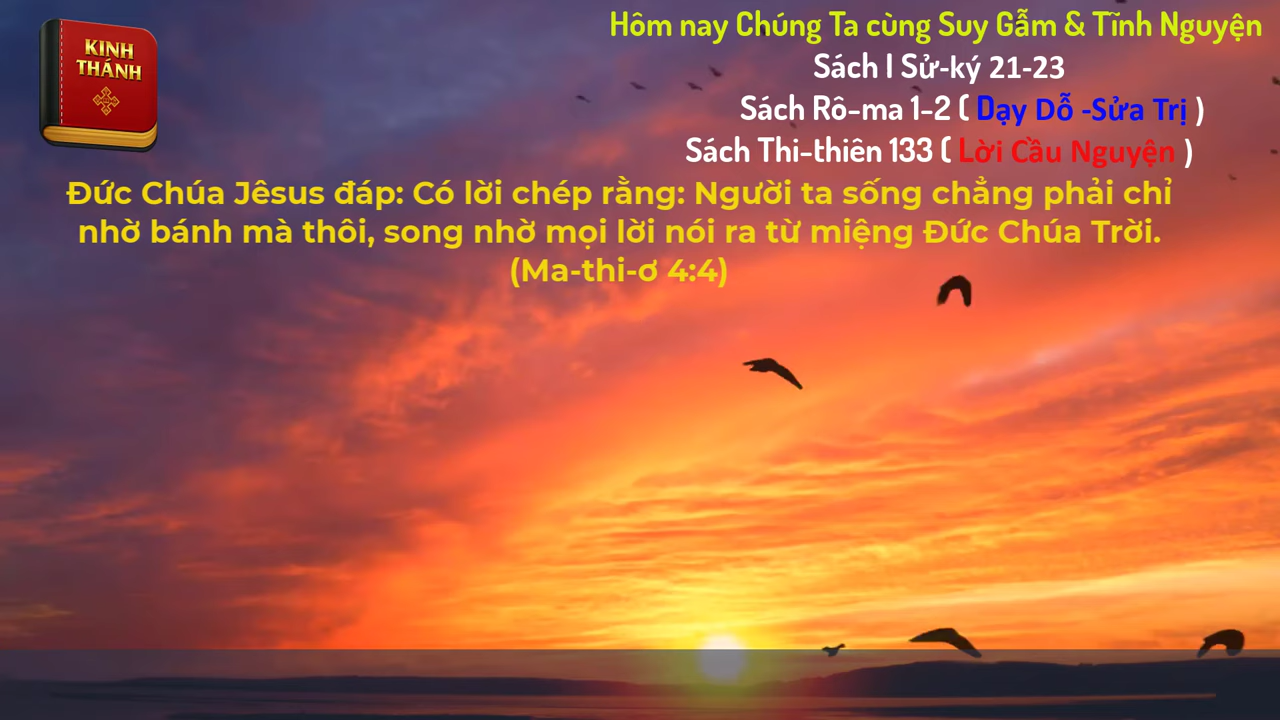 KINH
THÁNH
Hôm nay Chúng Ta cùng Suy Gẫm & Tĩnh Nguyện
Sách I Sử-ký 21-23
Sách Rô-ma 1-2 ( Dạy Dỗ -Sửa Trị )
Sách Thi-thiên 133 ( Lời Cầu Nguyện )
Đức Chúa Jêsus đáp: Có lời chép rằng: Người ta sống chẳng phải chỉ
nhờ bánh mà thôi, song nhờ mọi lời nói ra từ miệng Đức Chúa Trời.
(Ma-thi-ơ 4:4)